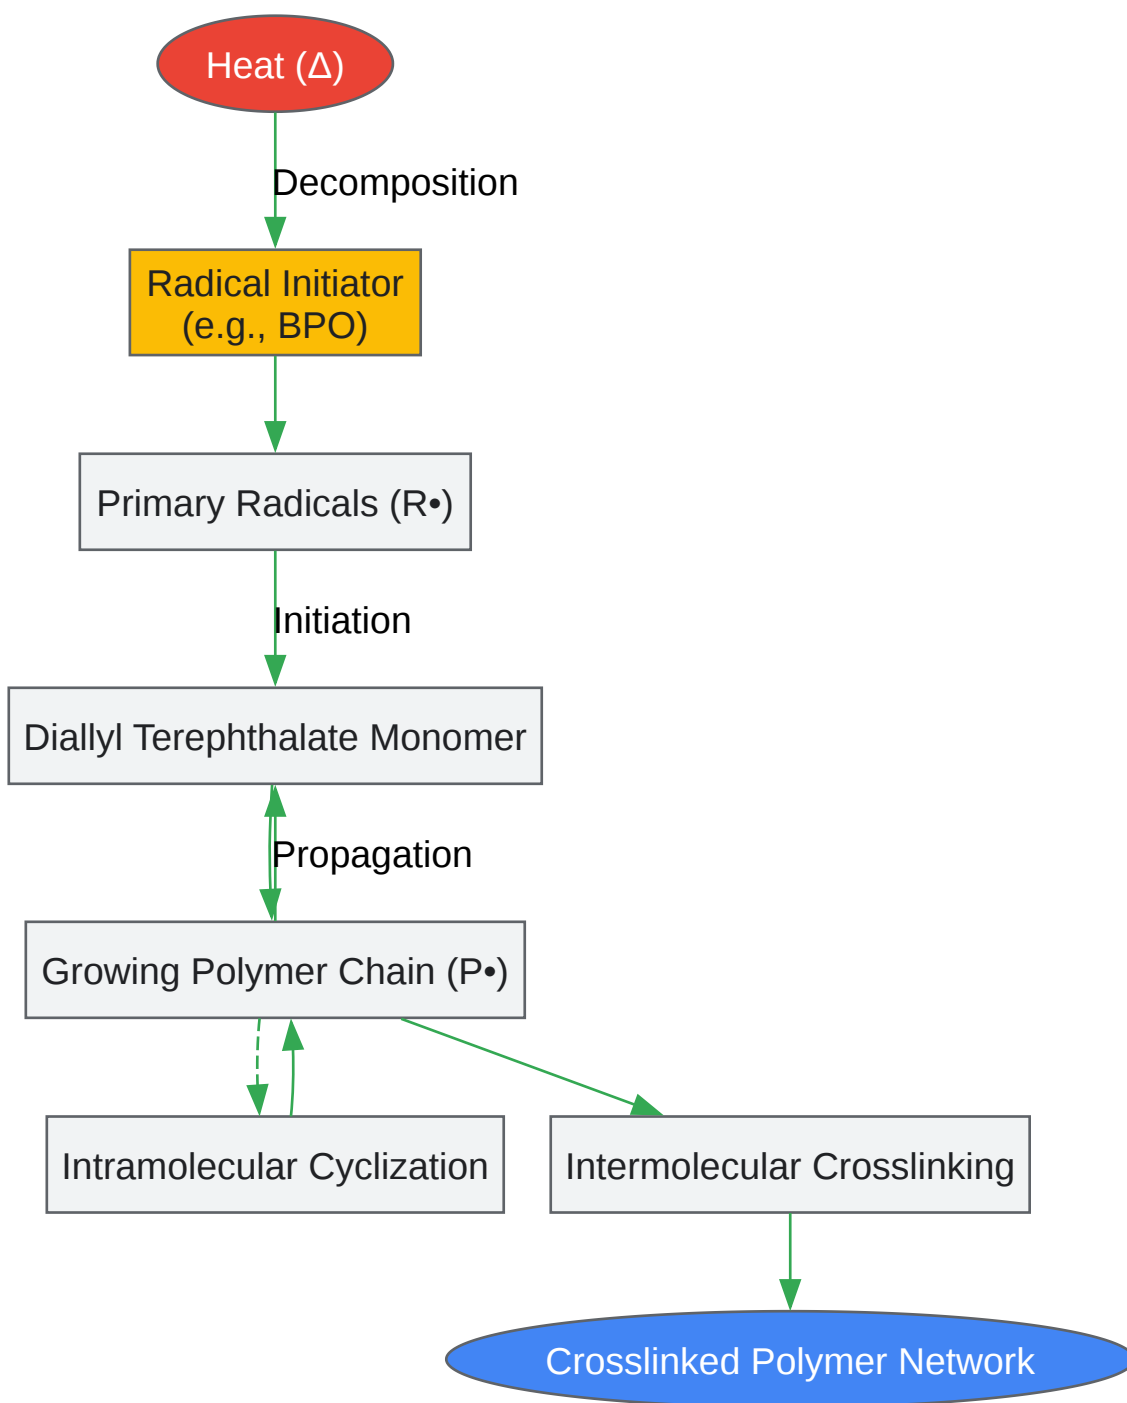 Heat (Δ)
Decomposition
Radical Initiator
(e.g., BPO)
Primary Radicals (R•)
Initiation
Diallyl Terephthalate Monomer
Propagation
Growing Polymer Chain (P•)
Intramolecular Cyclization
Intermolecular Crosslinking
Crosslinked Polymer Network